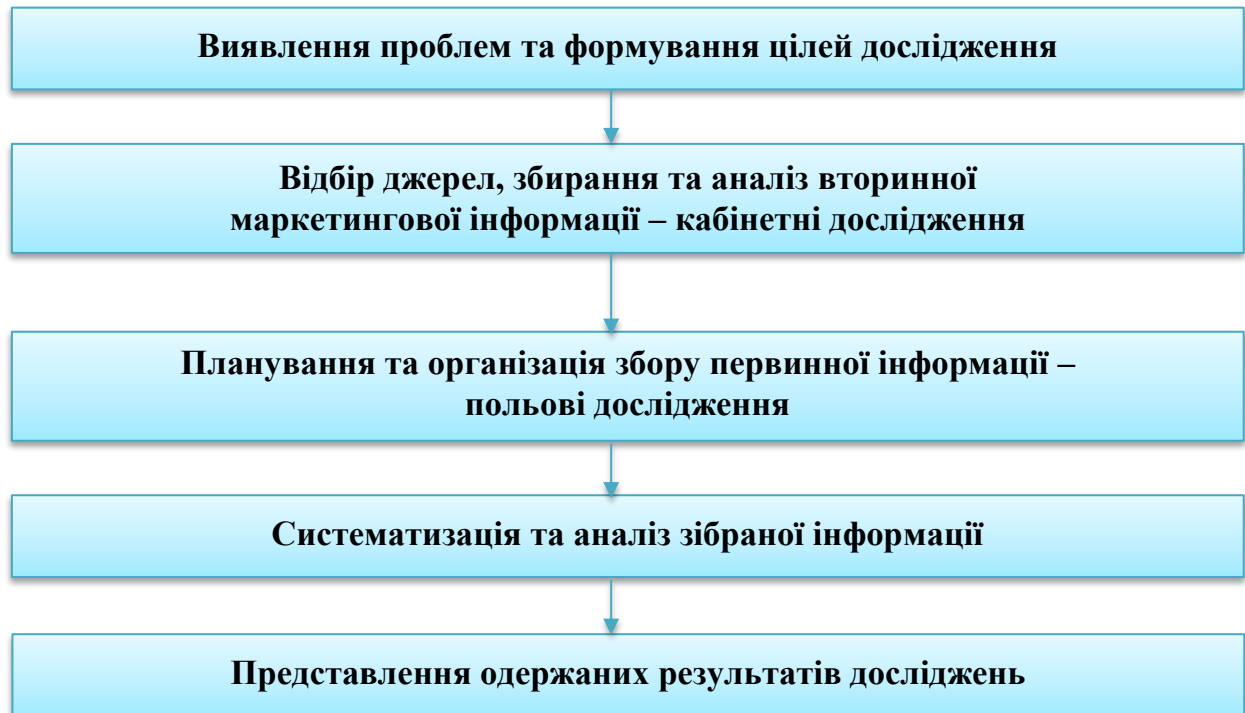 Виявлення проблем та формування цілей дослідження
Відбір джерел, збирання та аналіз вторинної
маркетингової інформації – кабінетні дослідження
Планування та організація збору первинної інформації –
польові дослідження
Систематизація та аналіз зібраної інформації
Представлення одержаних результатів досліджень